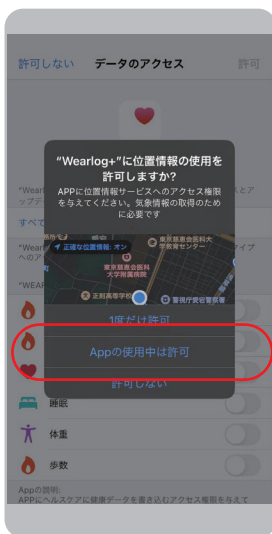 許可しない データのアクセス 許可
"Wearlog+"に位置情報の使用を
許可しますか?
APPに位置情報サービスへのアクセス権限
を与えてください。気象情報の取得のため
に必要です
正確な位置情報: オン
東京慈恵会医科大
学教育センター
東京慈恵会医科
大学附属病院
正則高等学校
警視庁愛宕警察署
1度だけ許可
Appの使用中は許可
許可しない
睡眠
体重
歩数
Appの説明:
APPにヘルスケアに健康データを書き込むアクセス権限を与えて